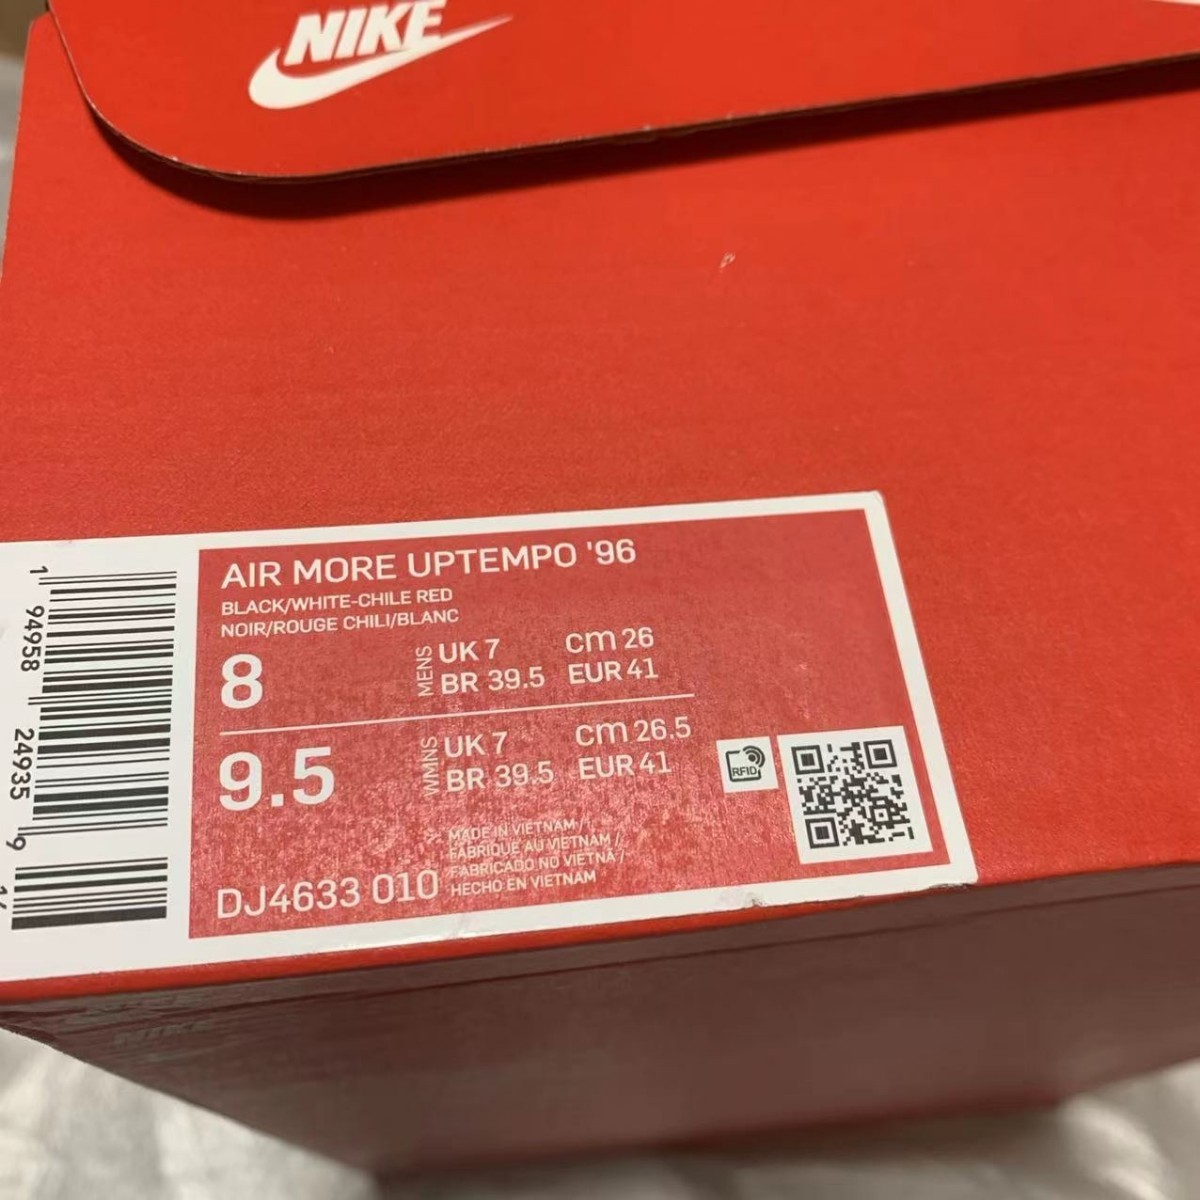 NIKE
AIR MORE UPTEMPO '96
BLACK/WHITE-CHILE RED
NOIR/ROUGE CHILI/BLANC
8 MENS UK 7 cm 26
BR 39.5 EUR 41
9.5 WMNS UK 7 cm 26.5
BR 39.5 EUR 41
RFID
MADE IN VIETNAM /
FABRIQUE AU VIETNAM /
FABRICADO NO VIETNÃ /
HECHO EN VIETNAM
DJ4633 010
1 94958 24935 9